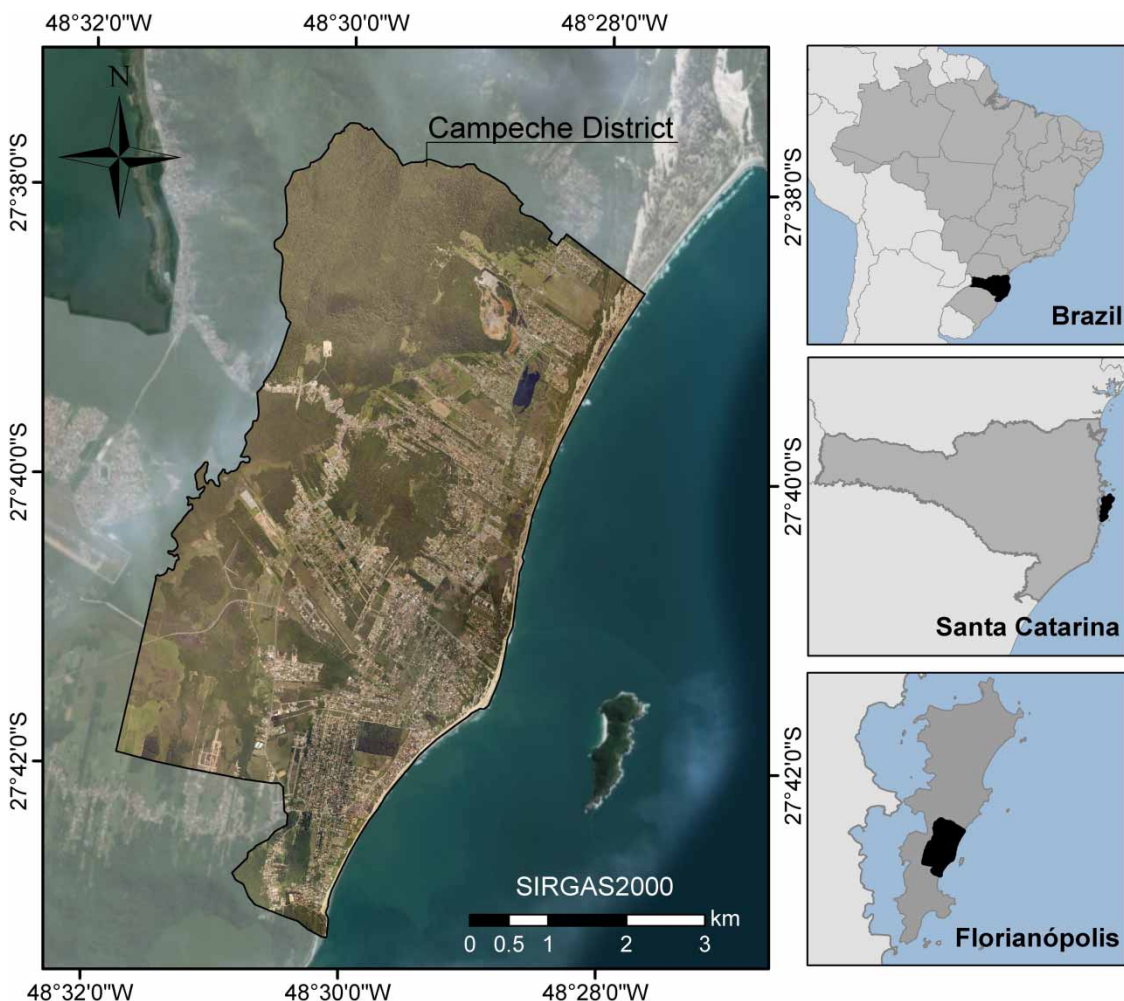 48°32'0"W
48°30'0"W
48°28'0"W
N
Campeche District
27°38'0"S
27°38'0"S
Brazil
27°40'0"S
27°40'0"S
Santa Catarina
27°42'0"S
27°42'0"S
SIRGAS2000
km
0 0.5 1 2 3
Florianópolis
48°32'0"W
48°30'0"W
48°28'0"W